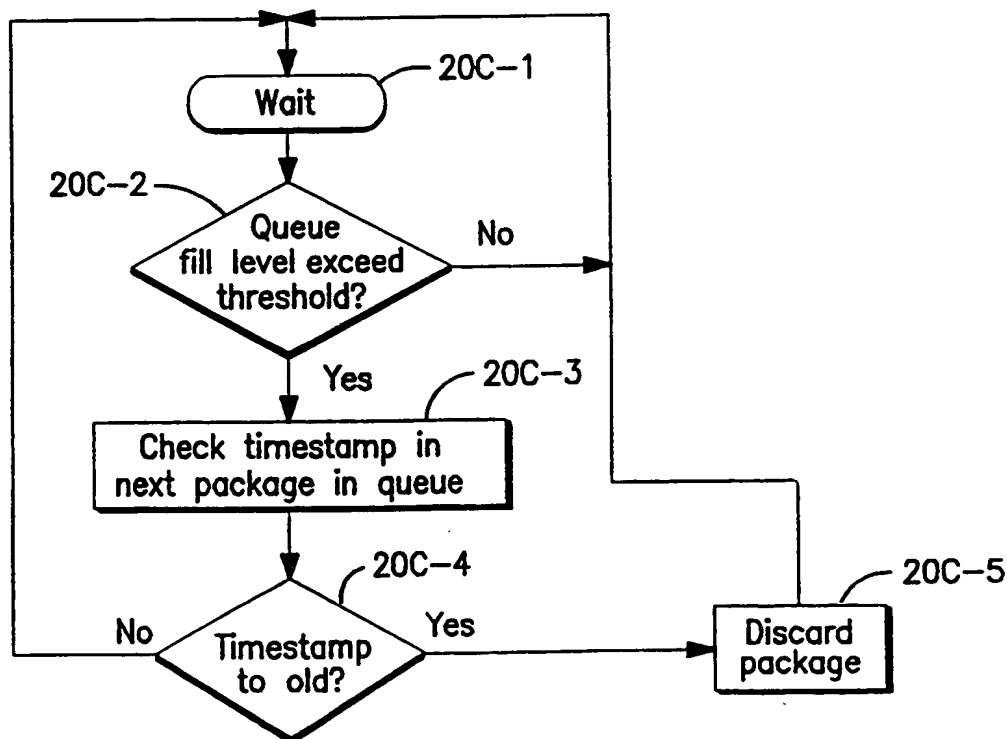 20C-1
Wait
20C-2
Queue
fill level exceed
threshold?
No
Yes
20C-3
Check timestamp in
next package in queue
20C-4
No
Timestamp
to old?
Yes
20C-5
Discard
package